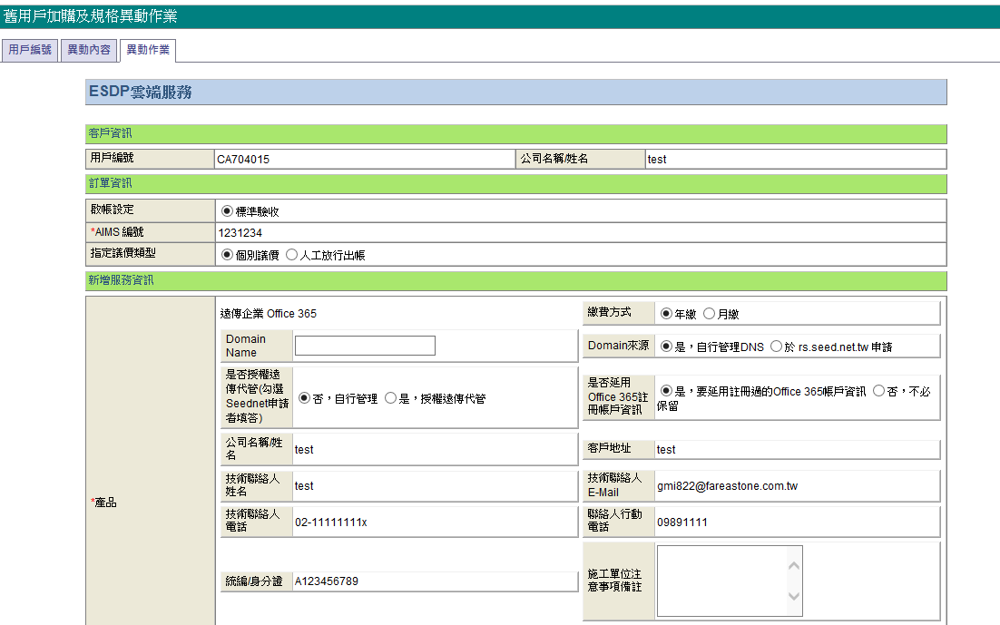 舊用戶加購及規格異動作業
用戶編號 異動內容 異動作業
ESDP雲端服務
客戶資訊
用戶編號 CA704015 公司名稱/姓名 test
訂單資訊
啟帳設定 標準驗收
*AIMS 編號 1231234
指定議價類型 個別議價 人工放行出帳
新增服務資訊
*產品
遠傳企業 Office 365
繳費方式 年繳 月繳
Domain
Name
Domain來源 是，自行管理DNS 於 rs.seed.net.tw 申請
是否授權遠
傳代管(勾選
Seednet申請
者填答)
否，自行管理 是，授權遠傳代管
是否延用
Office 365註
冊帳戶資訊
是，要延用註冊過的Office 365帳戶資訊 否，不必
保留
公司名稱/姓
名
test
客戶地址 test
技術聯絡人
姓名
test
技術聯絡人
E-Mail
gmi822@fareastone.com.tw
技術聯絡人
電話
02-11111111x
聯絡人行動
電話
09891111
統編/身分證 A123456789
施工單位注
意事項備註